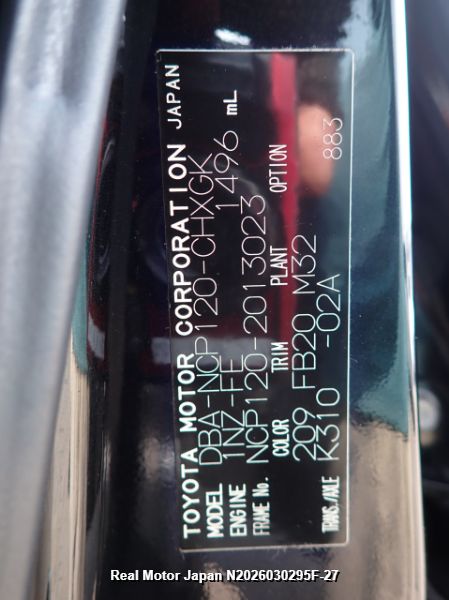 TOYOTA MOTOR CORPORATION JAPAN
MODEL DBA-NCP120-CHXGK
ENGINE 1NZ-FE 1496 mL
FRAME No. NCP120-2013023
COLOR TRIM PLANT OPTION
209 FB20 M32 883
TRANS./AXLE K310 -02A
Real Motor Japan N2026030295F-27